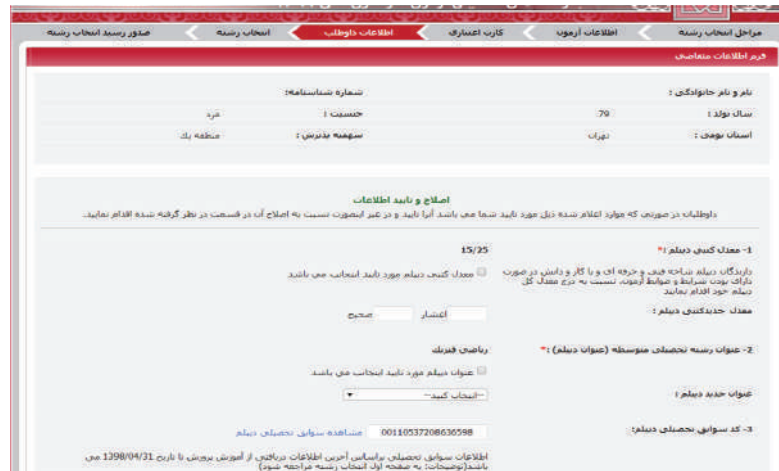 مراحل انتخاب رشته
اطلاعات آزمون
کارت اعتباری
اطلاعات داوطلب
انتخاب رشته
صدور رسید انتخاب رشته
فرم اطلاعات متقاضی
نام و نام خانوادگی :
شماره شناسنامه:
سال تولد : 79
جنسیت : مرد
استان بومی : تهران
سهمیه پذیرش : منطقه یك
اصلاح و تایید اطلاعات
داوطلبان در صورتی که موارد اعلام شده ذیل مورد تایید شما می باشد آنرا تایید و در غیر اینصورت نسبت به اصلاح آن در قسمت در نظر گرفته شده اقدام نمایید.
1- معدل کتبی دیپلم :*
15/25
دارندگان دیپلم شاخه فنی و حرفه ای و یا کار و دانش در صورت
دارای بودن شرایط و ضوابط آزمون، نسبت به درج معدل کل
دیپلم خود اقدام نمایند
معدل کتبی دیپلم مورد تایید اینجانب می باشد
معدل جدیدکتبی دیپلم :
اعشار
صحیح
2- عنوان رشته تحصیلی متوسطه (عنوان دیپلم) :*
ریاضی فیزیك
عنوان دیپلم مورد تایید اینجانب می باشد
عنوان جدید دیپلم :
--انتخاب کنید--
3- کد سوابق تحصیلی دیپلم:
00110537208636598
مشاهده سوابق تحصیلی دیپلم
اطلاعات سوابق تحصیلی براساس آخرین اطلاعات دریافتی از آموزش پرورش تا تاریخ 1398/04/31 می
باشد(توضیحات: به صفحه اول انتخاب رشته مراجعه شود)